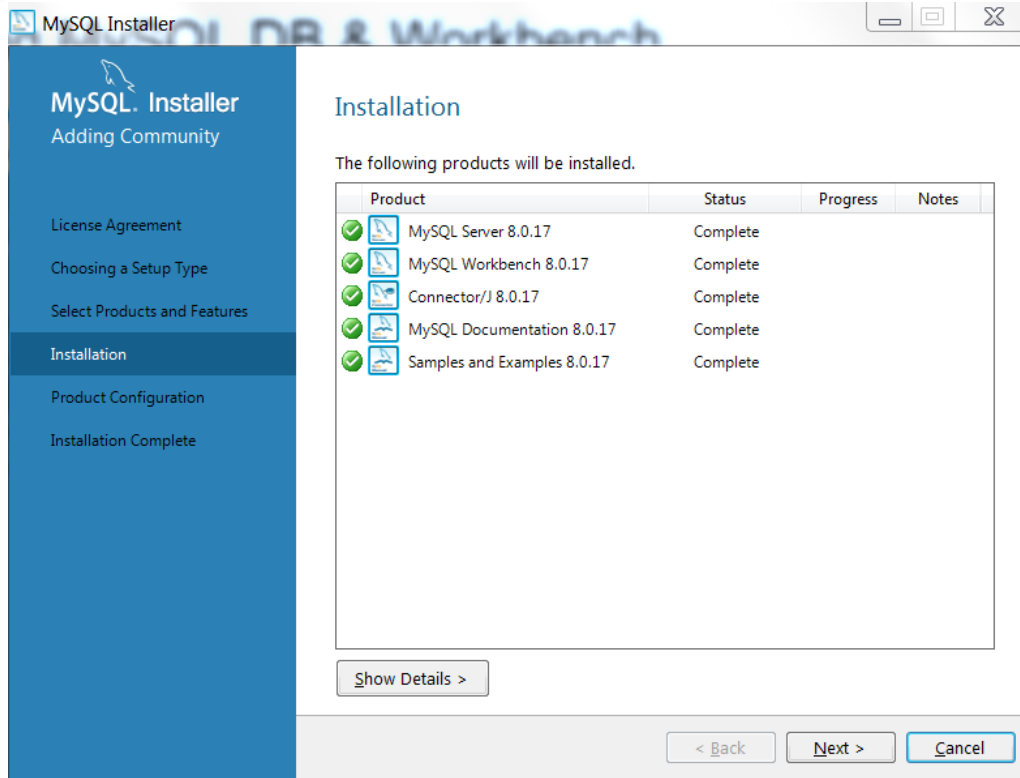 MySQL Installer
MySQL DB & Workbench
MySQL. Installer
Adding Community
License Agreement
Choosing a Setup Type
Select Products and Features
Installation
Product Configuration
Installation Complete
Installation
The following products will be installed.
Product Status Progress Notes
MySQL Server 8.0.17 Complete
MySQL Workbench 8.0.17 Complete
Connector/J 8.0.17 Complete
MySQL Documentation 8.0.17 Complete
Samples and Examples 8.0.17 Complete
Show Details >
< Back Next > Cancel